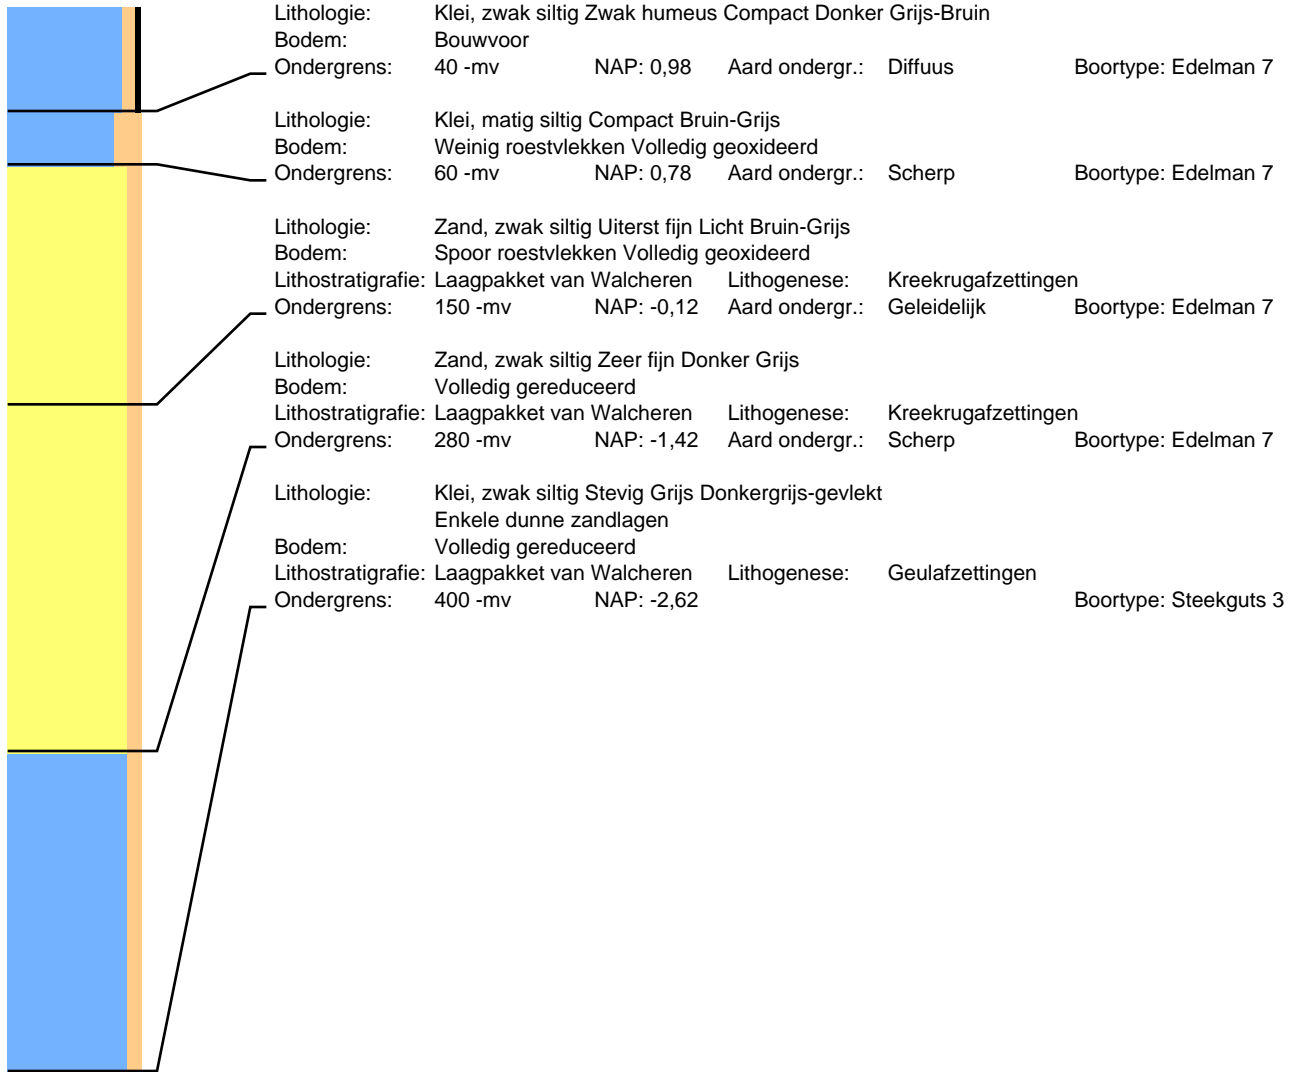 Lithologie: Klei, zwak siltig Zwak humeus Compact Donker Grijs-Bruin
Bodem: Bouwvoor
Ondergrens: 40 -mv NAP: 0,98 Aard ondergr.: Diffuus Boortype: Edelman 7
Lithologie: Klei, matig siltig Compact Bruin-Grijs
Bodem: Weinig roestvlekken Volledig geoxideerd
Ondergrens: 60 -mv NAP: 0,78 Aard ondergr.: Scherp Boortype: Edelman 7
Lithologie: Zand, zwak siltig Uiterst fijn Licht Bruin-Grijs
Bodem: Spoor roestvlekken Volledig geoxideerd
Lithostratigrafie: Laagpakket van Walcheren Lithogenese: Kreekrugafzettingen
Ondergrens: 150 -mv NAP: -0,12 Aard ondergr.: Geleidelijk Boortype: Edelman 7
Lithologie: Zand, zwak siltig Zeer fijn Donker Grijs
Bodem: Volledig gereduceerd
Lithostratigrafie: Laagpakket van Walcheren Lithogenese: Kreekrugafzettingen
Ondergrens: 280 -mv NAP: -1,42 Aard ondergr.: Scherp Boortype: Edelman 7
Lithologie: Klei, zwak siltig Stevig Grijs Donkergrijs-gevlekt
Enkele dunne zandlagen
Bodem: Volledig gereduceerd
Lithostratigrafie: Laagpakket van Walcheren Lithogenese: Geulafzettingen
Ondergrens: 400 -mv NAP: -2,62 Boortype: Steekguts 3